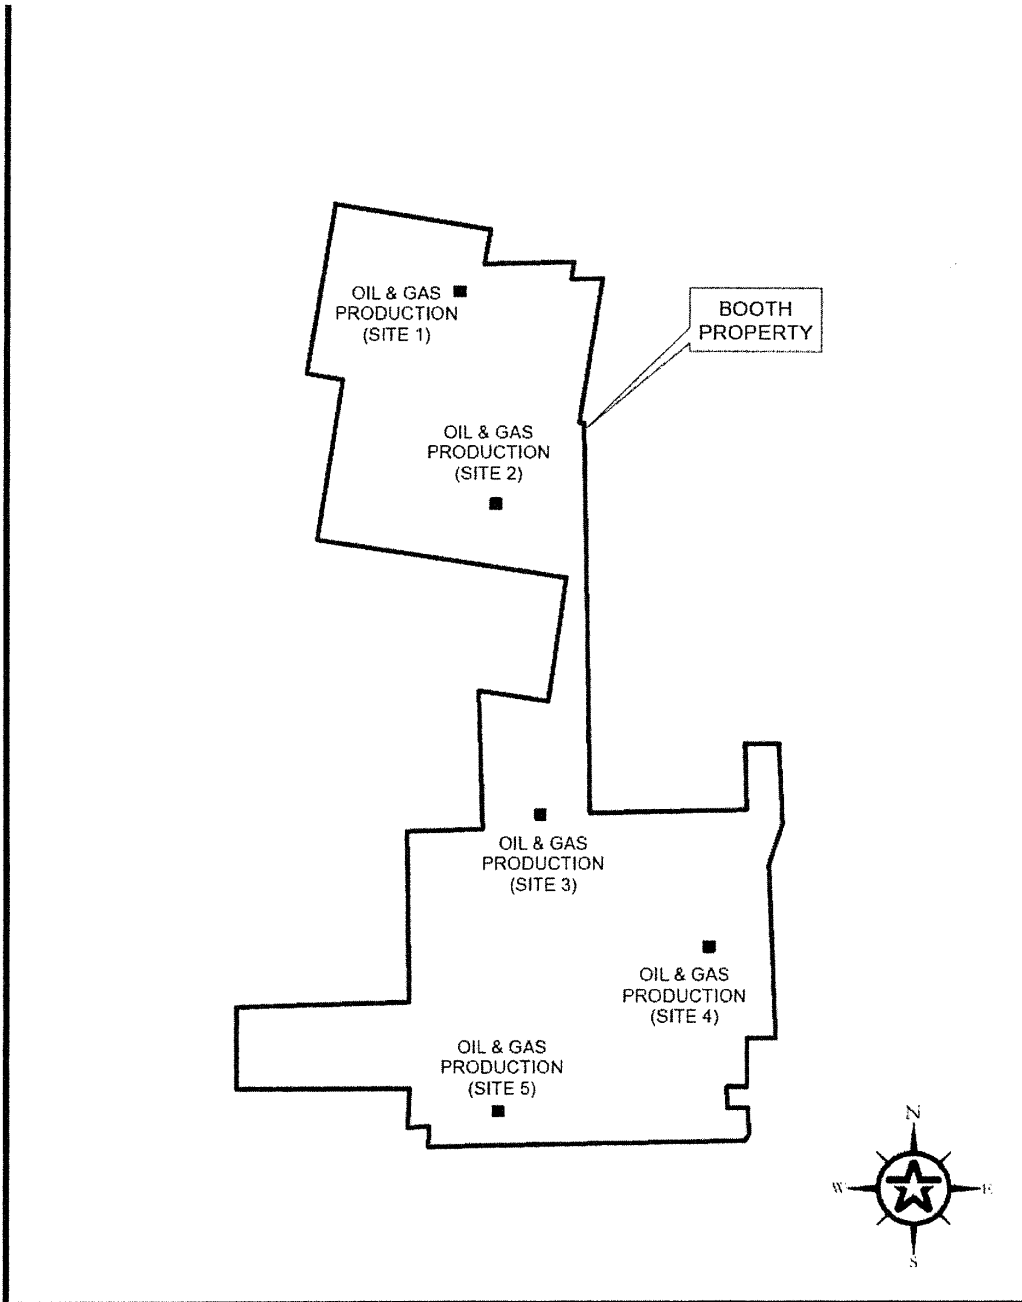 OIL & GAS
PRODUCTION
(SITE 1)
BOOTH
PROPERTY
OIL & GAS
PRODUCTION
(SITE 2)
OIL & GAS
PRODUCTION
(SITE 3)
OIL & GAS
PRODUCTION
(SITE 4)
OIL & GAS
PRODUCTION
(SITE 5)
N
W
E
S